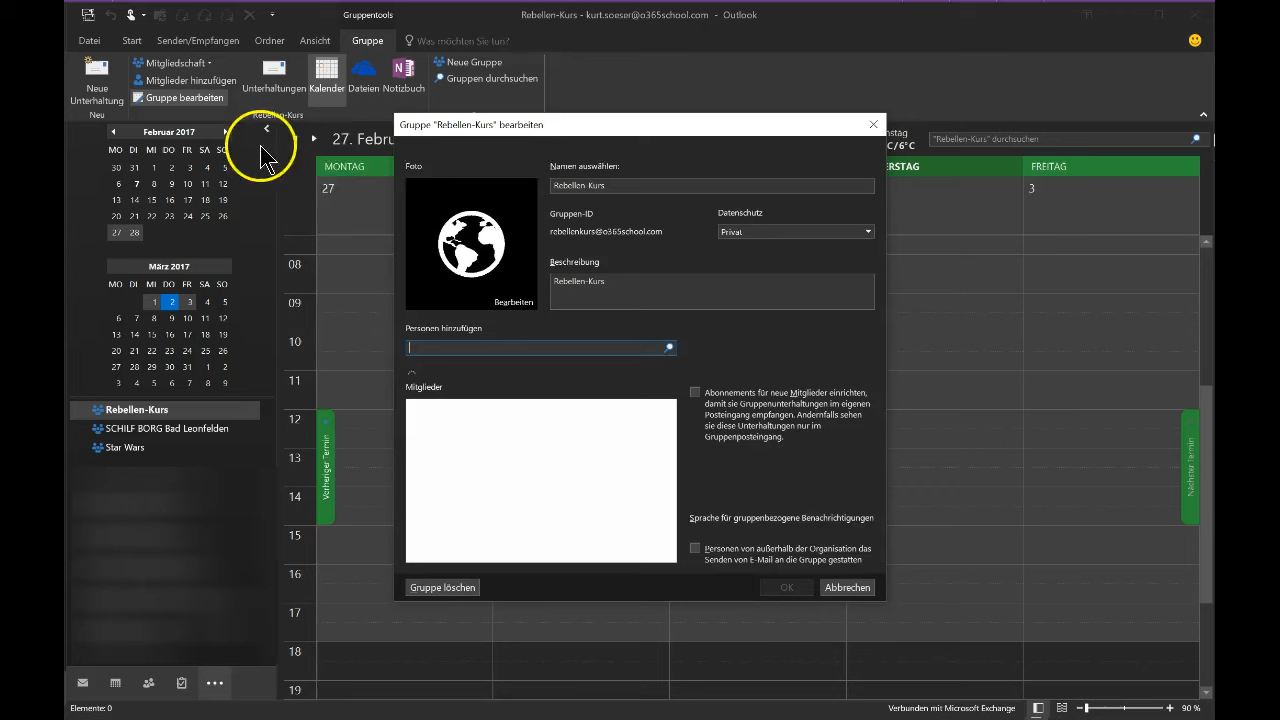 Gruppentools
Rebellen-Kurs - kurt.soeser@o365school.com - Outlook
Datei Start Senden/Empfangen Ordner Ansicht Gruppe Was möchten Sie tun?
Neue
Unterhaltung
Neu
Mitgliedschaft
Mitglieder hinzufügen
Gruppe bearbeiten
Unterhaltungen
Kalender
Dateien
Notizbuch
Rebellen-Kurs
Neue Gruppe
Gruppen durchsuchen
Februar 2017
MO DI MI DO FR SA SO
30 31 1 2 3 4 5
6 7 8 9 10 11 12
13 14 15 16 17 18 19
20 21 22 23 24 25 26
27 28
März 2017
MO DI MI DO FR SA SO
1 2 3 4 5
6 7 8 9 10 11 12
13 14 15 16 17 18 19
20 21 22 23 24 25 26
27 28 29 30 31 1 2
3 4 5 6 7 8 9
Rebellen-Kurs
SCHILF BORG Bad Leonfelden
Star Wars
27. Febru
nstag
°C/6°C
"Rebellen-Kurs" durchsuchen
MONTAG
ERSTAG
FREITAG
27
3
08
09
10
11
12
13
14
15
16
17
18
19
Vorheriger Termin
Nächster Termin
Gruppe "Rebellen-Kurs" bearbeiten
Foto
Bearbeiten
Namen auswählen:
Rebellen-Kurs
Gruppen-ID
rebellenkurs@o365school.com
Datenschutz
Privat
Beschreibung
Rebellen-Kurs
Personen hinzufügen
Mitglieder
Abonnements für neue Mitglieder einrichten,
damit sie Gruppenunterhaltungen im eigenen
Posteingang empfangen. Andernfalls sehen
sie diese Unterhaltungen nur im
Gruppenposteingang.
Sprache für gruppenbezogene Benachrichtigungen
Personen von außerhalb der Organisation das
Senden von E-Mail an die Gruppe gestatten
Gruppe löschen
OK
Abbrechen
Elemente: 0
Verbunden mit Microsoft Exchange
90 %